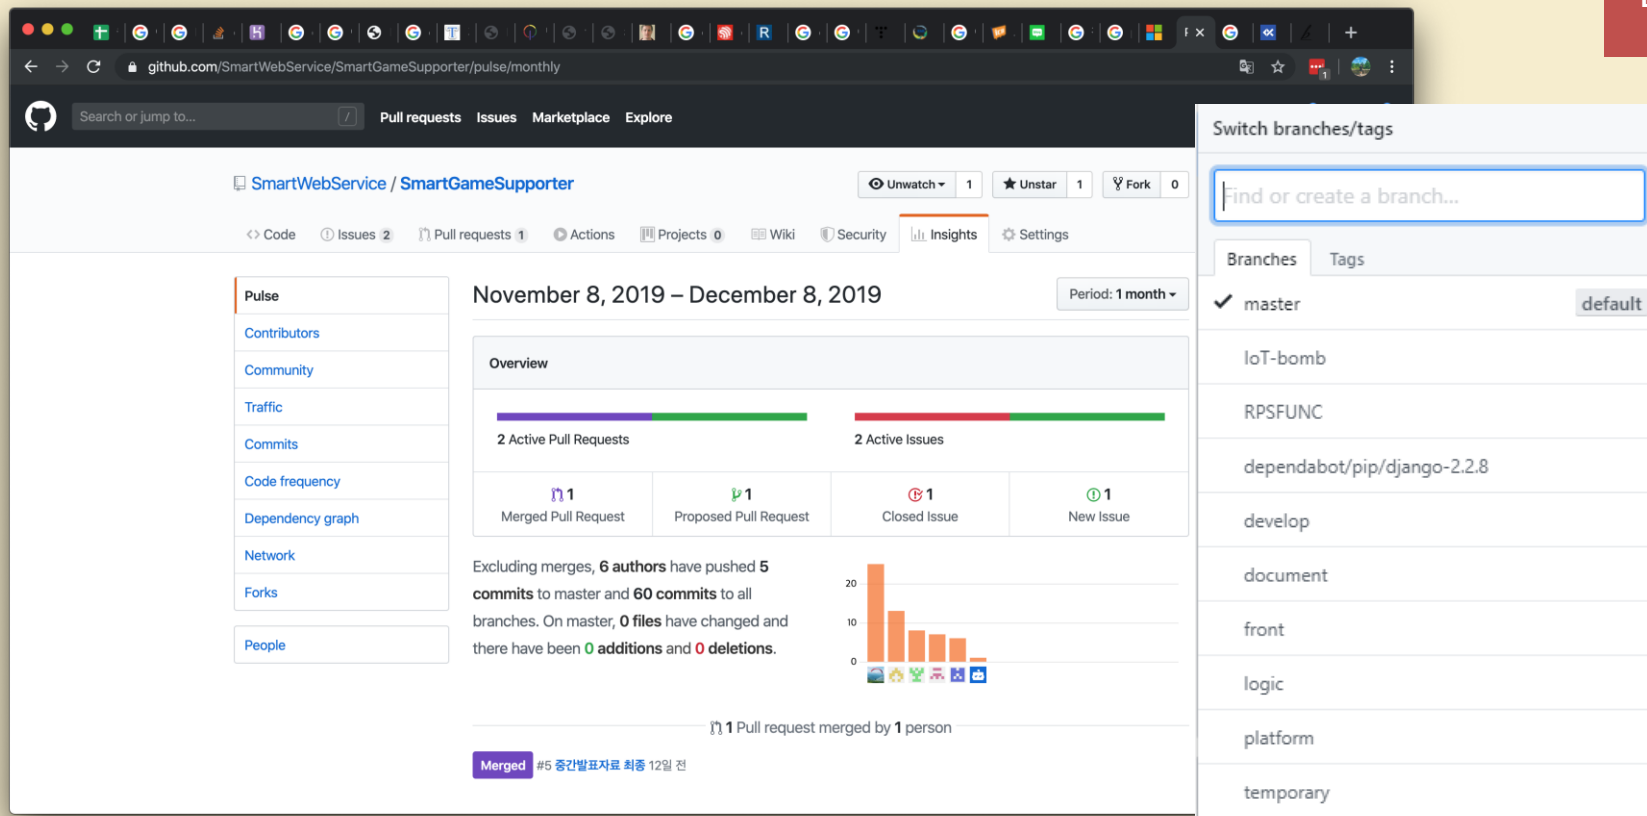 github.com/SmartWebService/SmartGameSupporter/pulse/monthly
1
Search or jump to...
/
Pull requests Issues Marketplace Explore
SmartWebService / SmartGameSupporter
Unwatch 1
Unstar 1
Fork 0
Code
Issues 2
Pull requests 1
Actions
Projects 0
Wiki
Security
Insights
Settings
Pulse
Contributors
Community
Traffic
Commits
Code frequency
Dependency graph
Network
Forks
People
November 8, 2019 – December 8, 2019
Period: 1 month
Overview
2 Active Pull Requests
2 Active Issues
1
Merged Pull Request
1
Proposed Pull Request
1
Closed Issue
1
New Issue
Excluding merges, 6 authors have pushed 5
commits to master and 60 commits to all
branches. On master, 0 files have changed and
there have been 0 additions and 0 deletions.
20
10
0
1 Pull request merged by 1 person
Merged #5 중간발표자료 최종 12일 전
Switch branches/tags
Find or create a branch...
Branches Tags
master default
IoT-bomb
RPSFUNC
dependabot/pip/django-2.2.8
develop
document
front
logic
platform
temporary